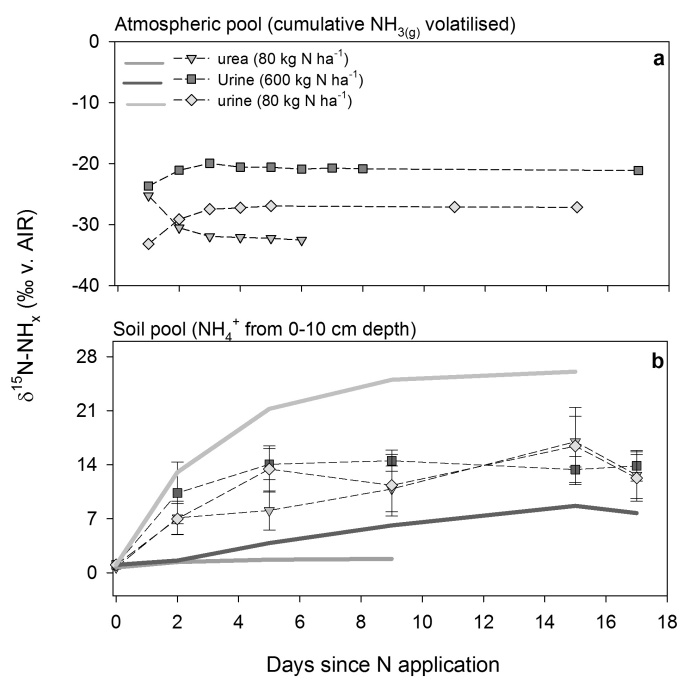 Atmospheric pool (cumulative NH3(g) volatilised)
0
-10
-20
-30
-40
a
urea (80 kg N ha-1)
Urine (600 kg N ha-1)
urine (80 kg N ha-1)
δ15N-NHx (‰ v. AIR)
Soil pool (NH4+ from 0-10 cm depth)
28
21
14
7
0
b
0 2 4 6 8 10 12 14 16 18
Days since N application